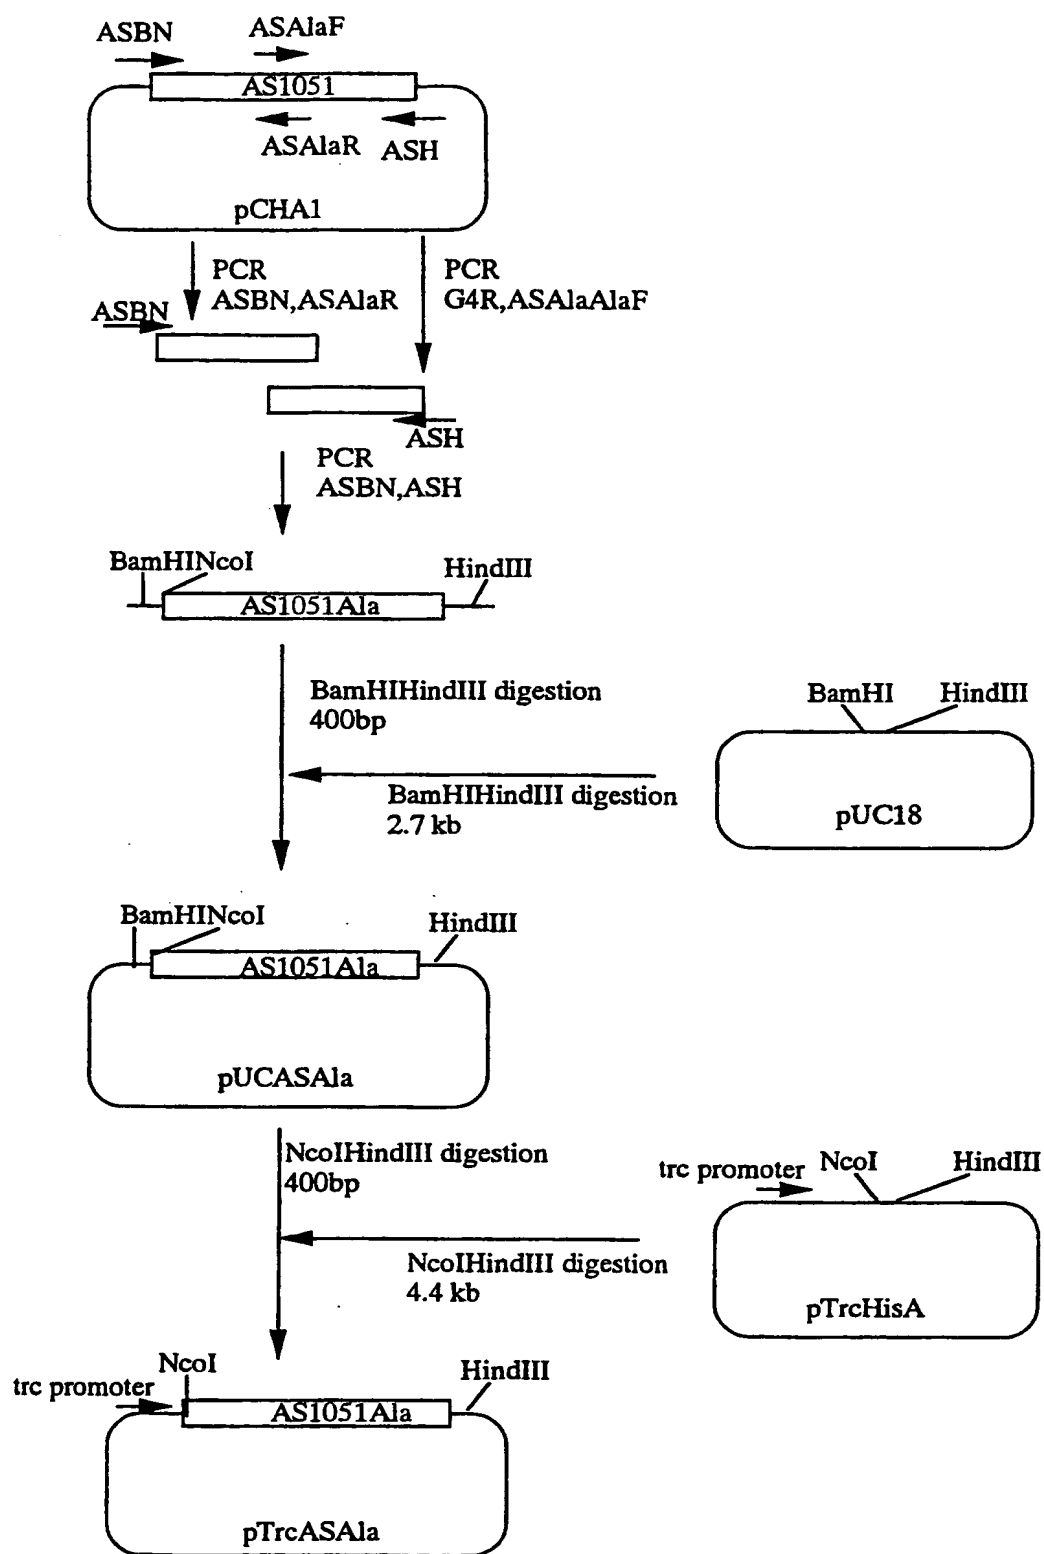 ASBN
ASAlaF
AS1051
ASAlaR
ASH
pCHA1
PCR
ASBN,ASAlaR
PCR
G4R,ASAlaAlaF
ASBN
ASH
PCR
ASBN,ASH
BamHINcoI
HindIII
AS1051Ala
BamHIHindIII digestion
400bp
BamHI
HindIII
BamHIHindIII digestion
2.7 kb
pUC18
BamHINcoI
HindIII
AS1051Ala
pUCASAla
NcoIHindIII digestion
400bp
trc promoter
NcoI
HindIII
NcoIHindIII digestion
4.4 kb
pTrcHisA
NcoI
HindIII
trc promoter
AS1051Ala
pTrcASAla